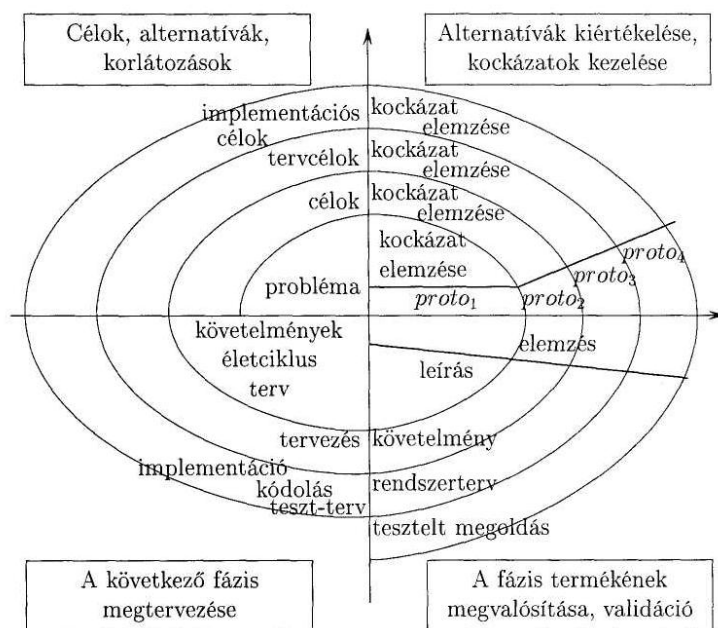 Célok, alternatívák,
korlátozások
Alternatívák kiértékelése,
kockázatok kezelése
implementációs
célok
kockázat
elemzése
tervcélok
kockázat
elemzése
célok
kockázat
elemzése
kockázat
elemzése
probléma
proto₁
proto₂
proto₃
proto₄
követelmények
életciklus
terv
elemzés
leírás
tervezés
követelmény
implementáció
kódolás
teszt-terv
rendszerterv
tesztelt megoldás
A következő fázis
megtervezése
A fázis termékének
megvalósítása, validáció